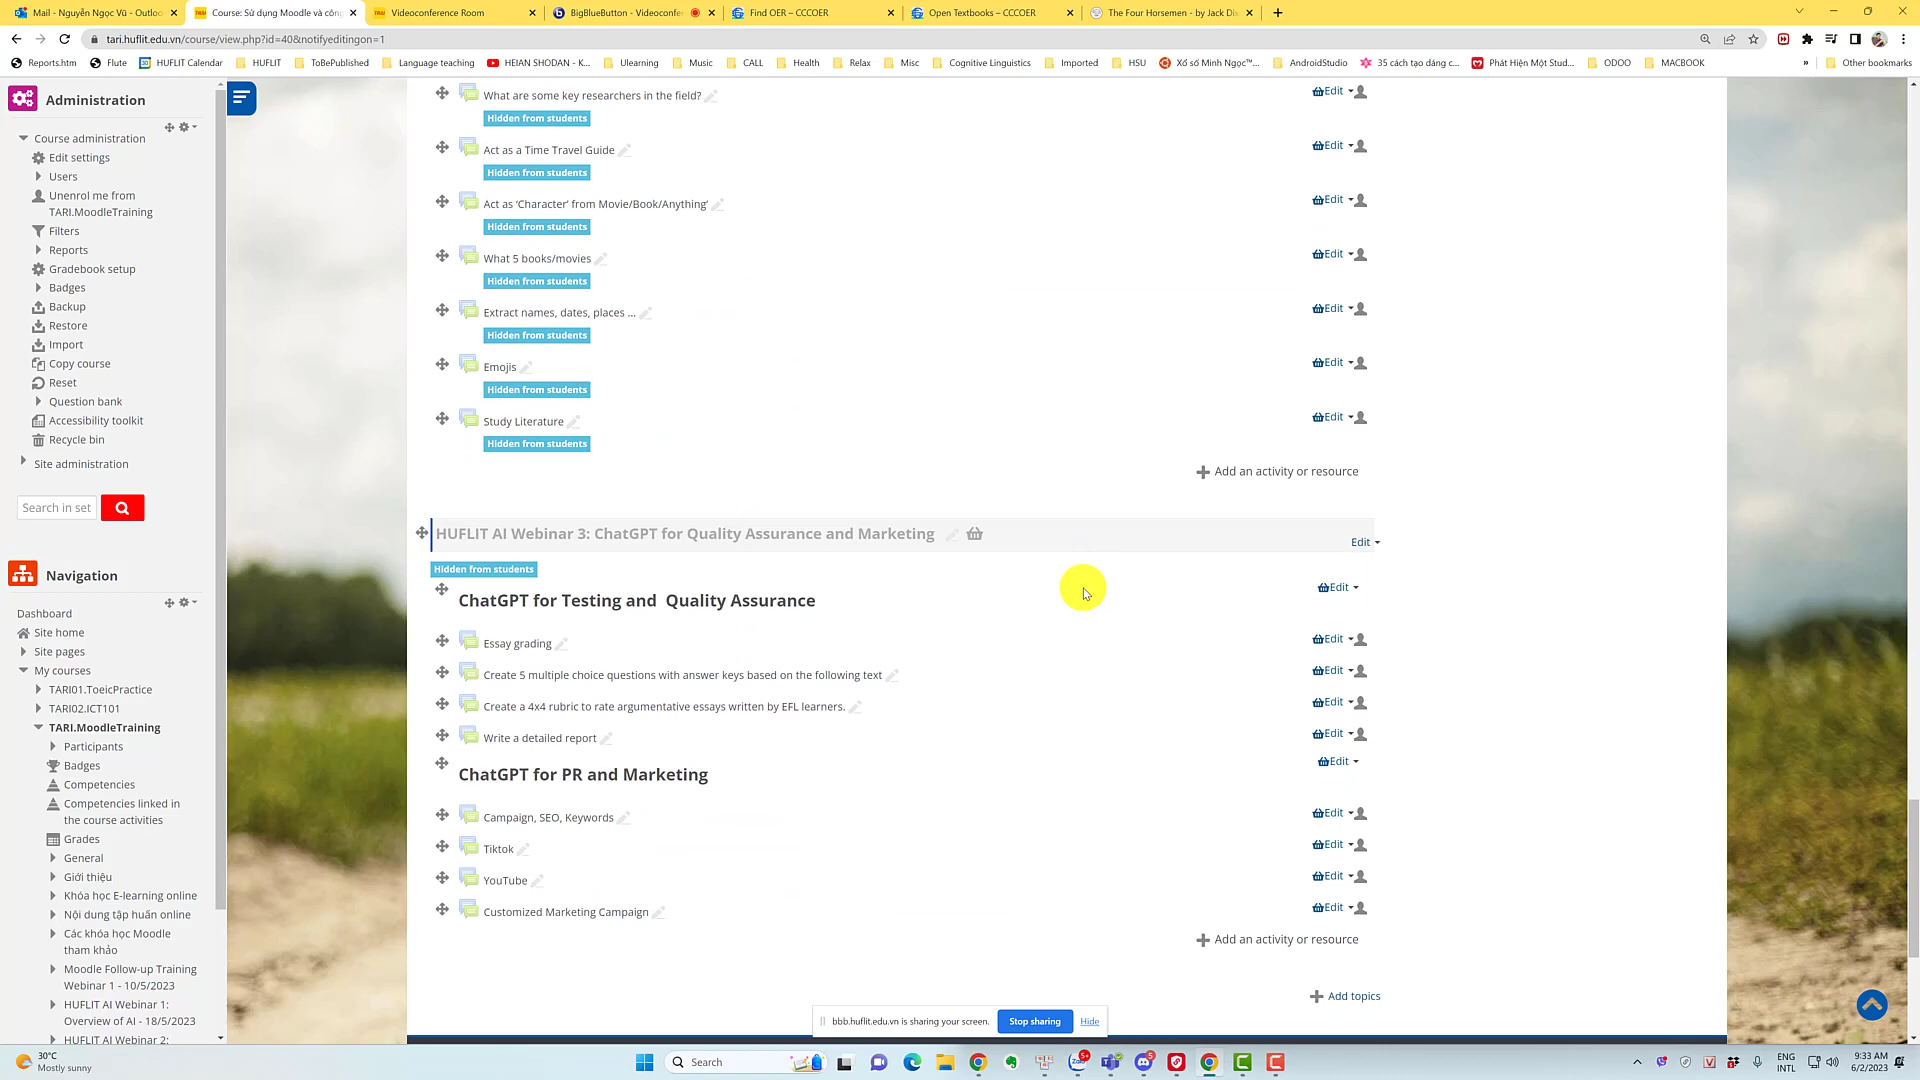 Mail - Nguyễn Ngọc Vũ - Outloo
Course: Sử dụng Moodle và côn
Videoconference Room
BigBlueButton - Videoconfe
Find OER – CCCOER
Open Textbooks – CCCOER
The Four Horsemen - by Jack Di
tari.huflit.edu.vn/course/view.php?id=40&notifyeditingon=1
Reports.htm
Flute
HUFLIT Calendar
HUFLIT
ToBePublished
Language teaching
HEIAN SHODAN - K...
Ulearning
Music
CALL
Health
Relax
Misc
Cognitive Linguistics
Imported
HSU
Xổ số Minh Ngọc™...
AndroidStudio
35 cách tạo dáng c...
Phát Hiện Một Stud...
ODOO
MACBOOK
»
Other bookmarks
Administration
Course administration
Edit settings
Users
Unenrol me from
TARI.MoodleTraining
Filters
Reports
Gradebook setup
Badges
Backup
Restore
Import
Copy course
Reset
Question bank
Accessibility toolkit
Recycle bin
Site administration
Search in set
Navigation
Dashboard
Site home
Site pages
My courses
TARI01.ToeicPractice
TARI02.ICT101
TARI.MoodleTraining
Participants
Badges
Competencies
Competencies linked in
the course activities
Grades
General
Giới thiệu
Khóa học E-learning online
Nội dung tập huấn online
Các khóa học Moodle
tham khảo
Moodle Follow-up Training
Webinar 1 - 10/5/2023
HUFLIT AI Webinar 1:
Overview of AI - 18/5/2023
HUFLIT AI Webinar 2:
What are some key researchers in the field?
Edit
Hidden from students
Act as a Time Travel Guide
Edit
Hidden from students
Act as ‘Character’ from Movie/Book/Anything’
Edit
Hidden from students
What 5 books/movies
Edit
Hidden from students
Extract names, dates, places ...
Edit
Hidden from students
Emojis
Edit
Hidden from students
Study Literature
Edit
Hidden from students
Add an activity or resource
HUFLIT AI Webinar 3: ChatGPT for Quality Assurance and Marketing
Edit
Hidden from students
ChatGPT for Testing and  Quality Assurance
Edit
Essay grading
Edit
Create 5 multiple choice questions with answer keys based on the following text
Edit
Create a 4x4 rubric to rate argumentative essays written by EFL learners.
Edit
Write a detailed report
Edit
ChatGPT for PR and Marketing
Edit
Campaign, SEO, Keywords
Edit
Tiktok
Edit
YouTube
Edit
Customized Marketing Campaign
Edit
Add an activity or resource
Add topics
bbb.huflit.edu.vn is sharing your screen.
Stop sharing
Hide
30°C
Mostly sunny
Search
5+
5
ENG
INTL
9:33 AM
6/2/2023